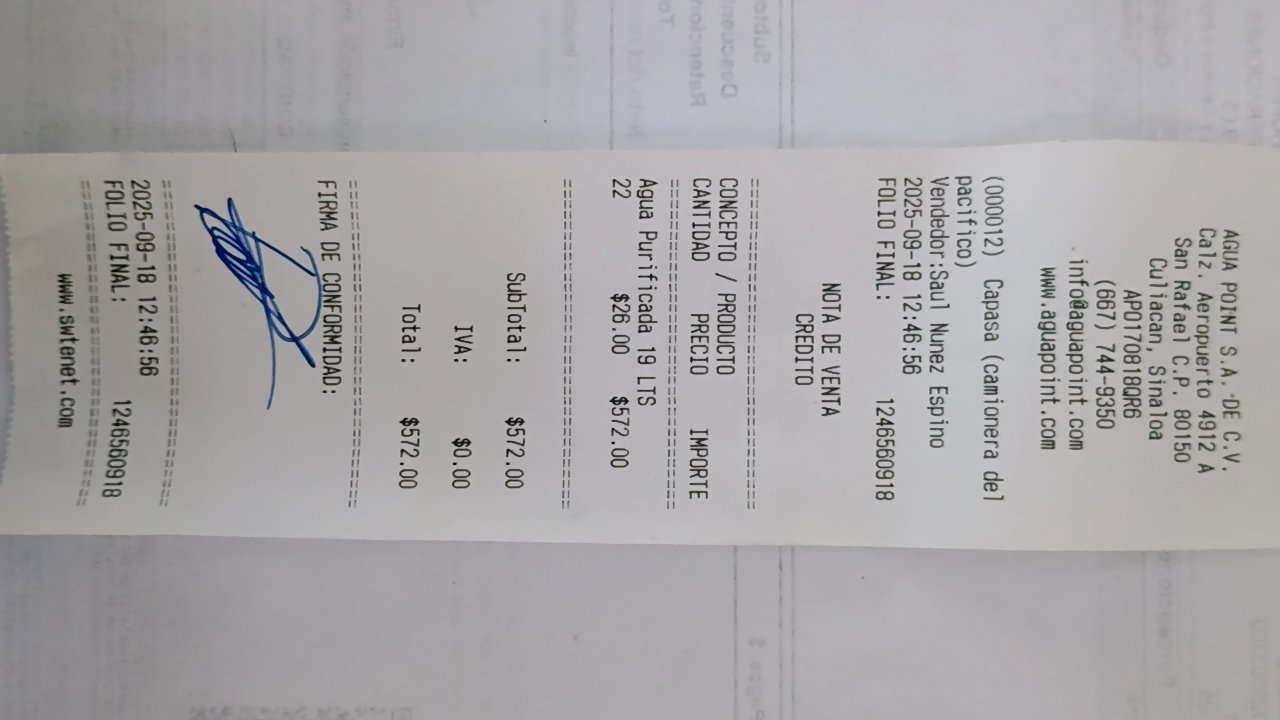 AGUA POINT S.A. DE C.V.
Calz. Aeropuerto 4912 A
San Rafael C.P. 80150
Culiacan, Sinaloa
APO170818QR6
(667) 744-9350
info@aguapoint.com
www.aguapoint.com
(000012) Capasa (camionera del
pacifico)
Vendedor:Saul Nunez Espino
2025-09-18 12:46:56
FOLIO FINAL: 1246560918
NOTA DE VENTA
CREDITO
==============================
CONCEPTO / PRODUCTO
CANTIDAD PRECIO IMPORTE
==============================
Agua Purificada 19 LTS
22 $26.00 $572.00
==============================
SubTotal: $572.00
IVA: $0.00
Total: $572.00
==============================
FIRMA DE CONFORMIDAD:
==============================
2025-09-18 12:46:56
FOLIO FINAL: 1246560918
==============================
www.swtenet.com